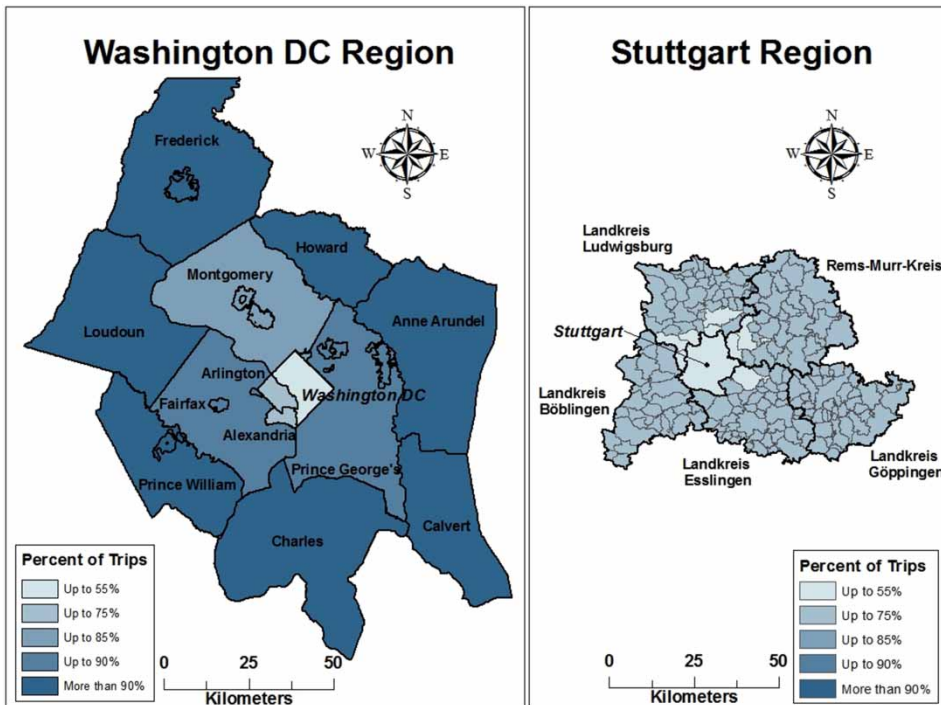 Washington DC Region
N
W E
S
Frederick
Howard
Montgomery
Loudoun
Anne Arundel
Arlington
Washington DC
Fairfax
Alexandria
Prince George's
Prince William
Calvert
Charles
Percent of Trips
Up to 55%
Up to 75%
Up to 85%
Up to 90%
More than 90%
0 50
Kilometers
Stuttgart Region
N
W E
S
Landkreis
Ludwigsburg
Rems-Murr-Kreis
Stuttgart
Landkreis
Böblingen
Landkreis
Esslingen
Landkreis
Göppingen
Percent of Trips
Up to 55%
Up to 75%
Up to 85%
Up to 90%
More than 90%
0 50
Kilometers